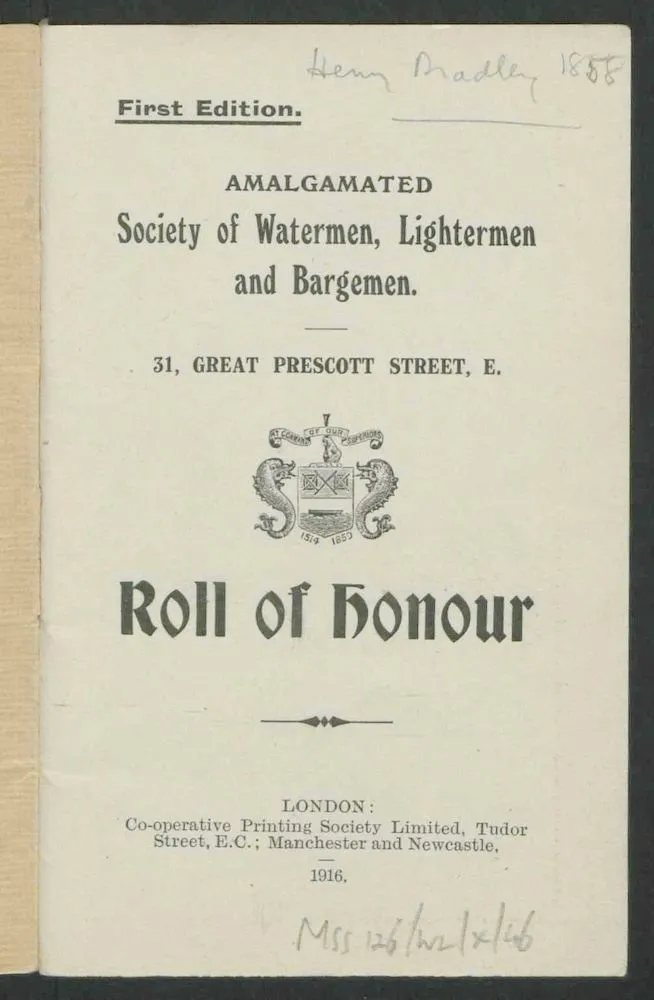 Henry Bradley 1858
First Edition.
AMALGAMATED
Society of Watermen, Lightermen
and Bargemen.
31, GREAT PRESCOTT STREET, E.
AT COMMAND OF OUR SUPERIORS
1514 1859
Roll of Honour
LONDON:
Co-operative Printing Society Limited, Tudor
Street, E.C.; Manchester and Newcastle,
1916.
MSS 126/WL/X/46